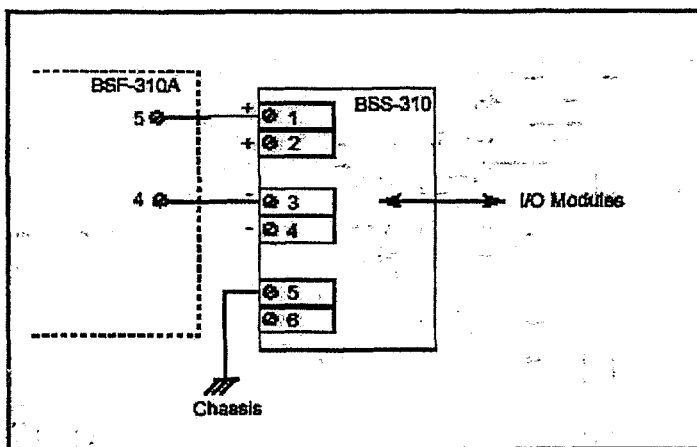 BSF-310A
BSS-310
5
+ 1
+ 2
4
- 3
- 4
I/O Modules
5
6
Chassis